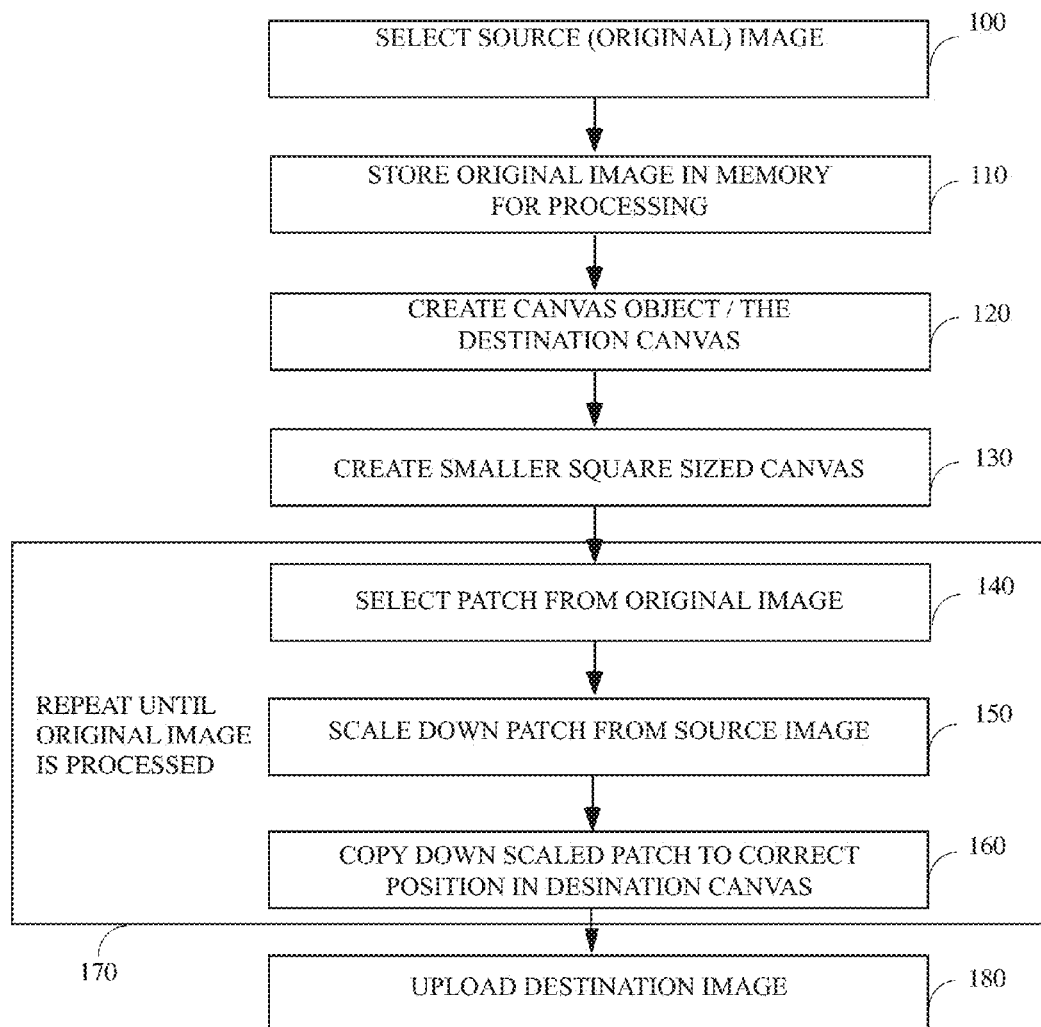 SELECT SOURCE (ORIGINAL) IMAGE
100
STORE ORIGINAL IMAGE IN MEMORY
FOR PROCESSING
110
CREATE CANVAS OBJECT / THE
DESTINATION CANVAS
120
CREATE SMALLER SQUARE SIZED CANVAS
130
SELECT PATCH FROM ORIGINAL IMAGE
140
REPEAT UNTIL
ORIGINAL IMAGE
IS PROCESSED
SCALE DOWN PATCH FROM SOURCE IMAGE
150
COPY DOWN SCALED PATCH TO CORRECT
POSITION IN DESINATION CANVAS
160
170
UPLOAD DESTINATION IMAGE
180